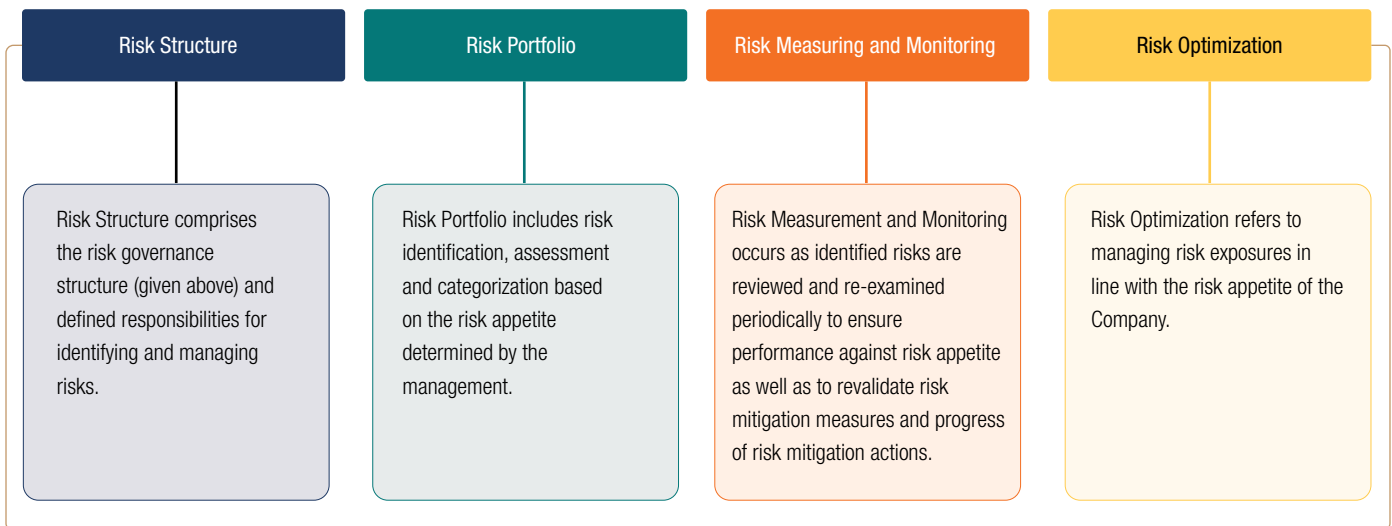 Risk Structure
Risk Portfolio
Risk Measuring and Monitoring
Risk Optimization
Risk Structure comprises
the risk governance
structure (given above) and
defined responsibilities for
identifying and managing
risks.
Risk Portfolio includes risk
identification, assessment
and categorization based
on the risk appetite
determined by the
management.
Risk Measurement and Monitoring
occurs as identified risks are
reviewed and re-examined
periodically to ensure
performance against risk appetite
as well as to revalidate risk
mitigation measures and progress
of risk mitigation actions.
Risk Optimization refers to
managing risk exposures in
line with the risk appetite of the
Company.